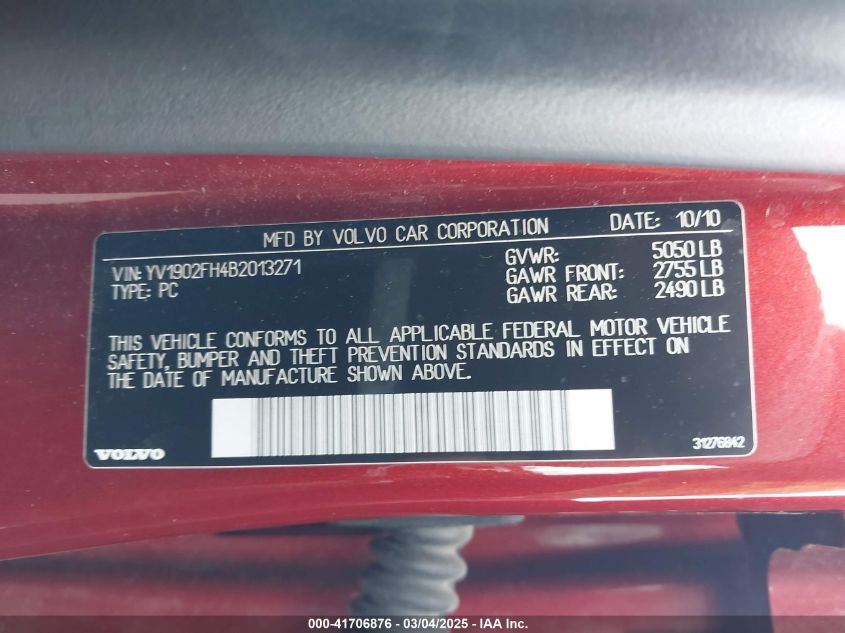 MFD BY VOLVO CAR CORPORATION DATE: 10/10
VIN: YV1902FH4B2013271 GVWR: 5050 LB
TYPE: PC GAWR FRONT: 2755 LB
GAWR REAR: 2490 LB
THIS VEHICLE CONFORMS TO ALL APPLICABLE FEDERAL MOTOR VEHICLE
SAFETY, BUMPER AND THEFT PREVENTION STANDARDS IN EFFECT ON
THE DATE OF MANUFACTURE SHOWN ABOVE.
VOLVO 31276842
000-41706876 - 03/04/2025 - IAA Inc.